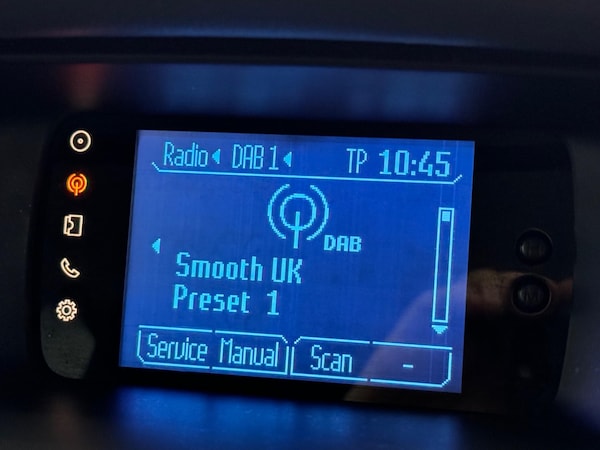 Radio DAB 1 TP 10:45
DAB
Smooth UK
Preset 1
Service Manual Scan -